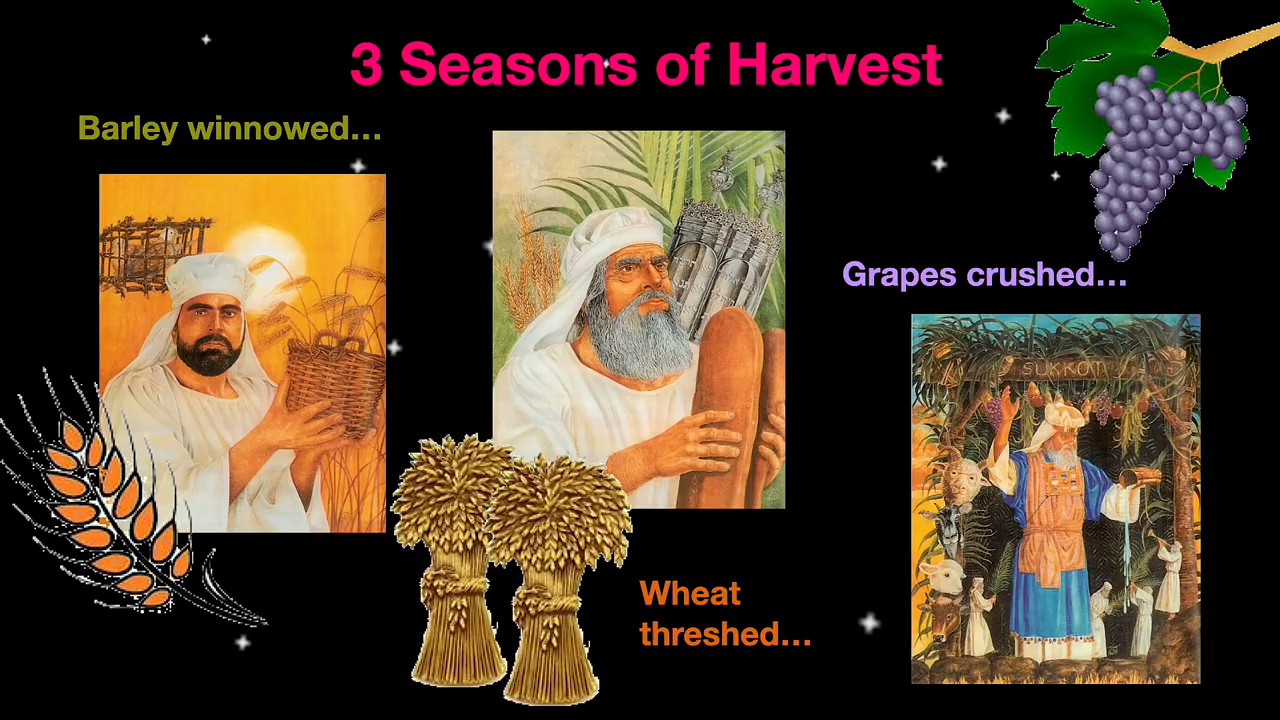 3 Seasons of Harvest
Barley winnowed…
Grapes crushed…
SUKKOT
Wheat
threshed…